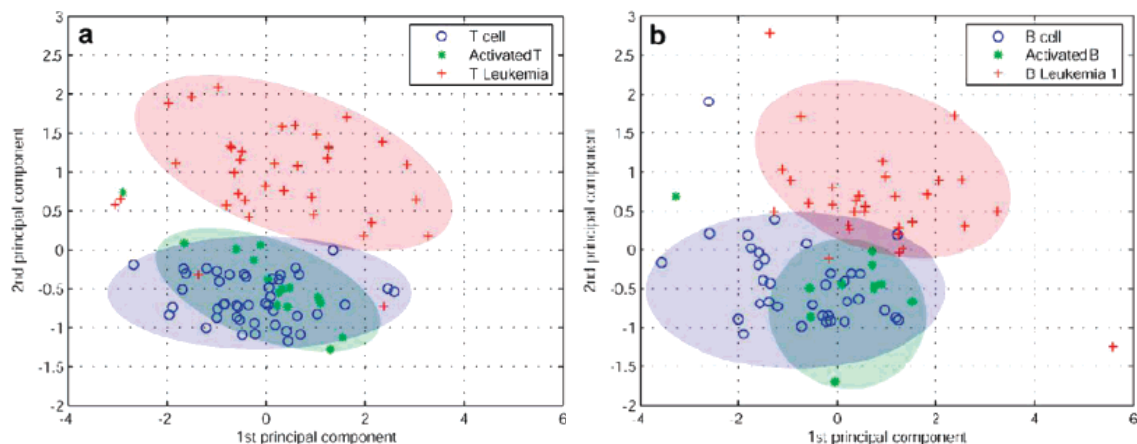 a
T cell
Activated T
T Leukemia
2nd principal component
3
2.5
2
1.5
1
0.5
0
-0.5
-1
-1.5
-2
-4
-2
0
2
4
6
1st principal component
b
B cell
Activated B
B Leukemia 1
2nd principal component
3
2.5
2
1.5
1
0.5
0
-0.5
-1
-1.5
-2
-4
-2
0
2
4
6
1st principal component